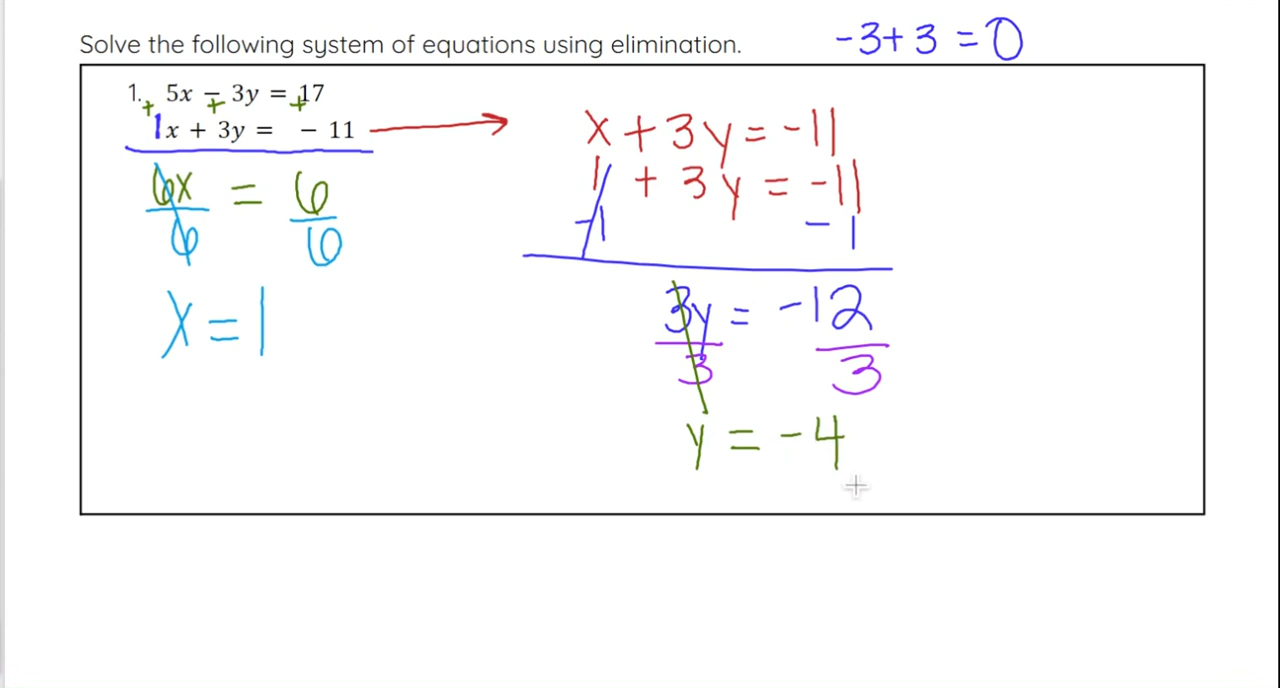 Solve the following system of equations using elimination.
-3+3 = 0
1. 5x − 3y = 17
+ + +
1x + 3y = − 11
6x = 6
6 6
x = 1
x + 3y = -11
1 + 3y = -11
-1 - 1
3y = -12
3 3
y = -4